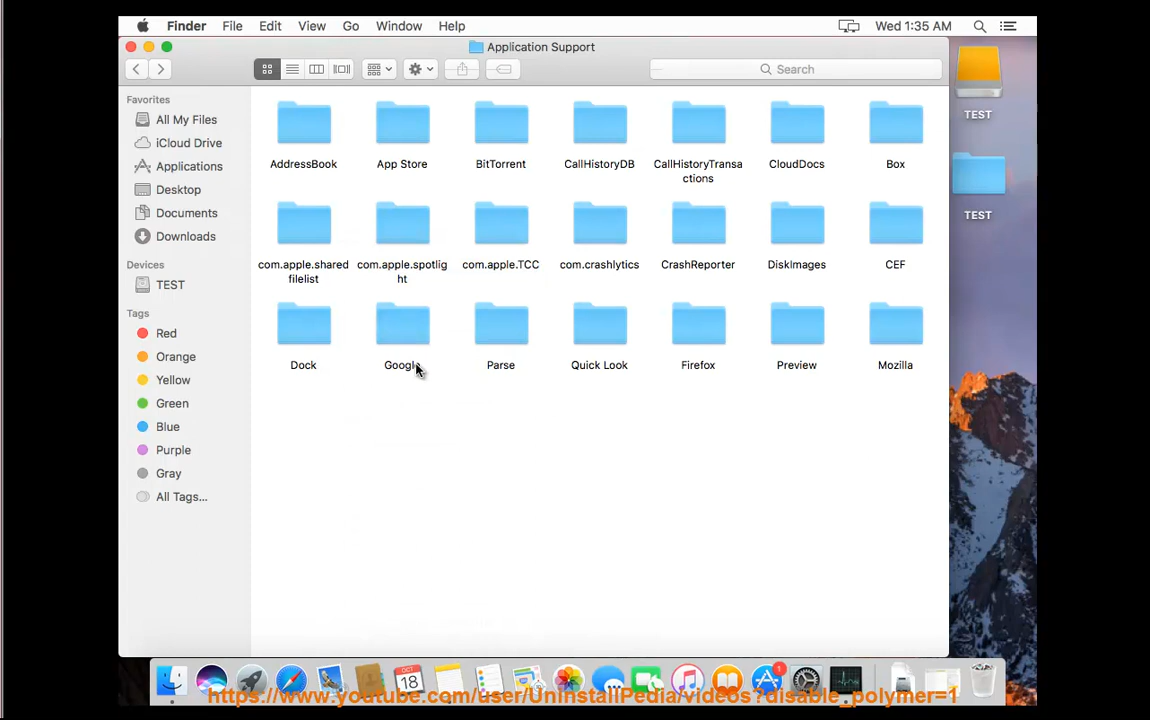 Finder File Edit View Go Window Help Wed 1:35 AM
Application Support
Search
Favorites
All My Files
iCloud Drive
Applications
Desktop
Documents
Downloads
Devices
TEST
Tags
Red
Orange
Yellow
Green
Blue
Purple
Gray
All Tags...
AddressBook App Store BitTorrent CallHistoryDB CallHistoryTransa CloudDocs Box
ctions
com.apple.shared com.apple.spotlig com.apple.TCC com.crashlytics CrashReporter DiskImages CEF
filelist ht
Dock Google Parse Quick Look Firefox Preview Mozilla
TEST
TEST
OCT
18
1
https://www.youtube.com/user/UninstallPedia/videos?disable_polymer=1